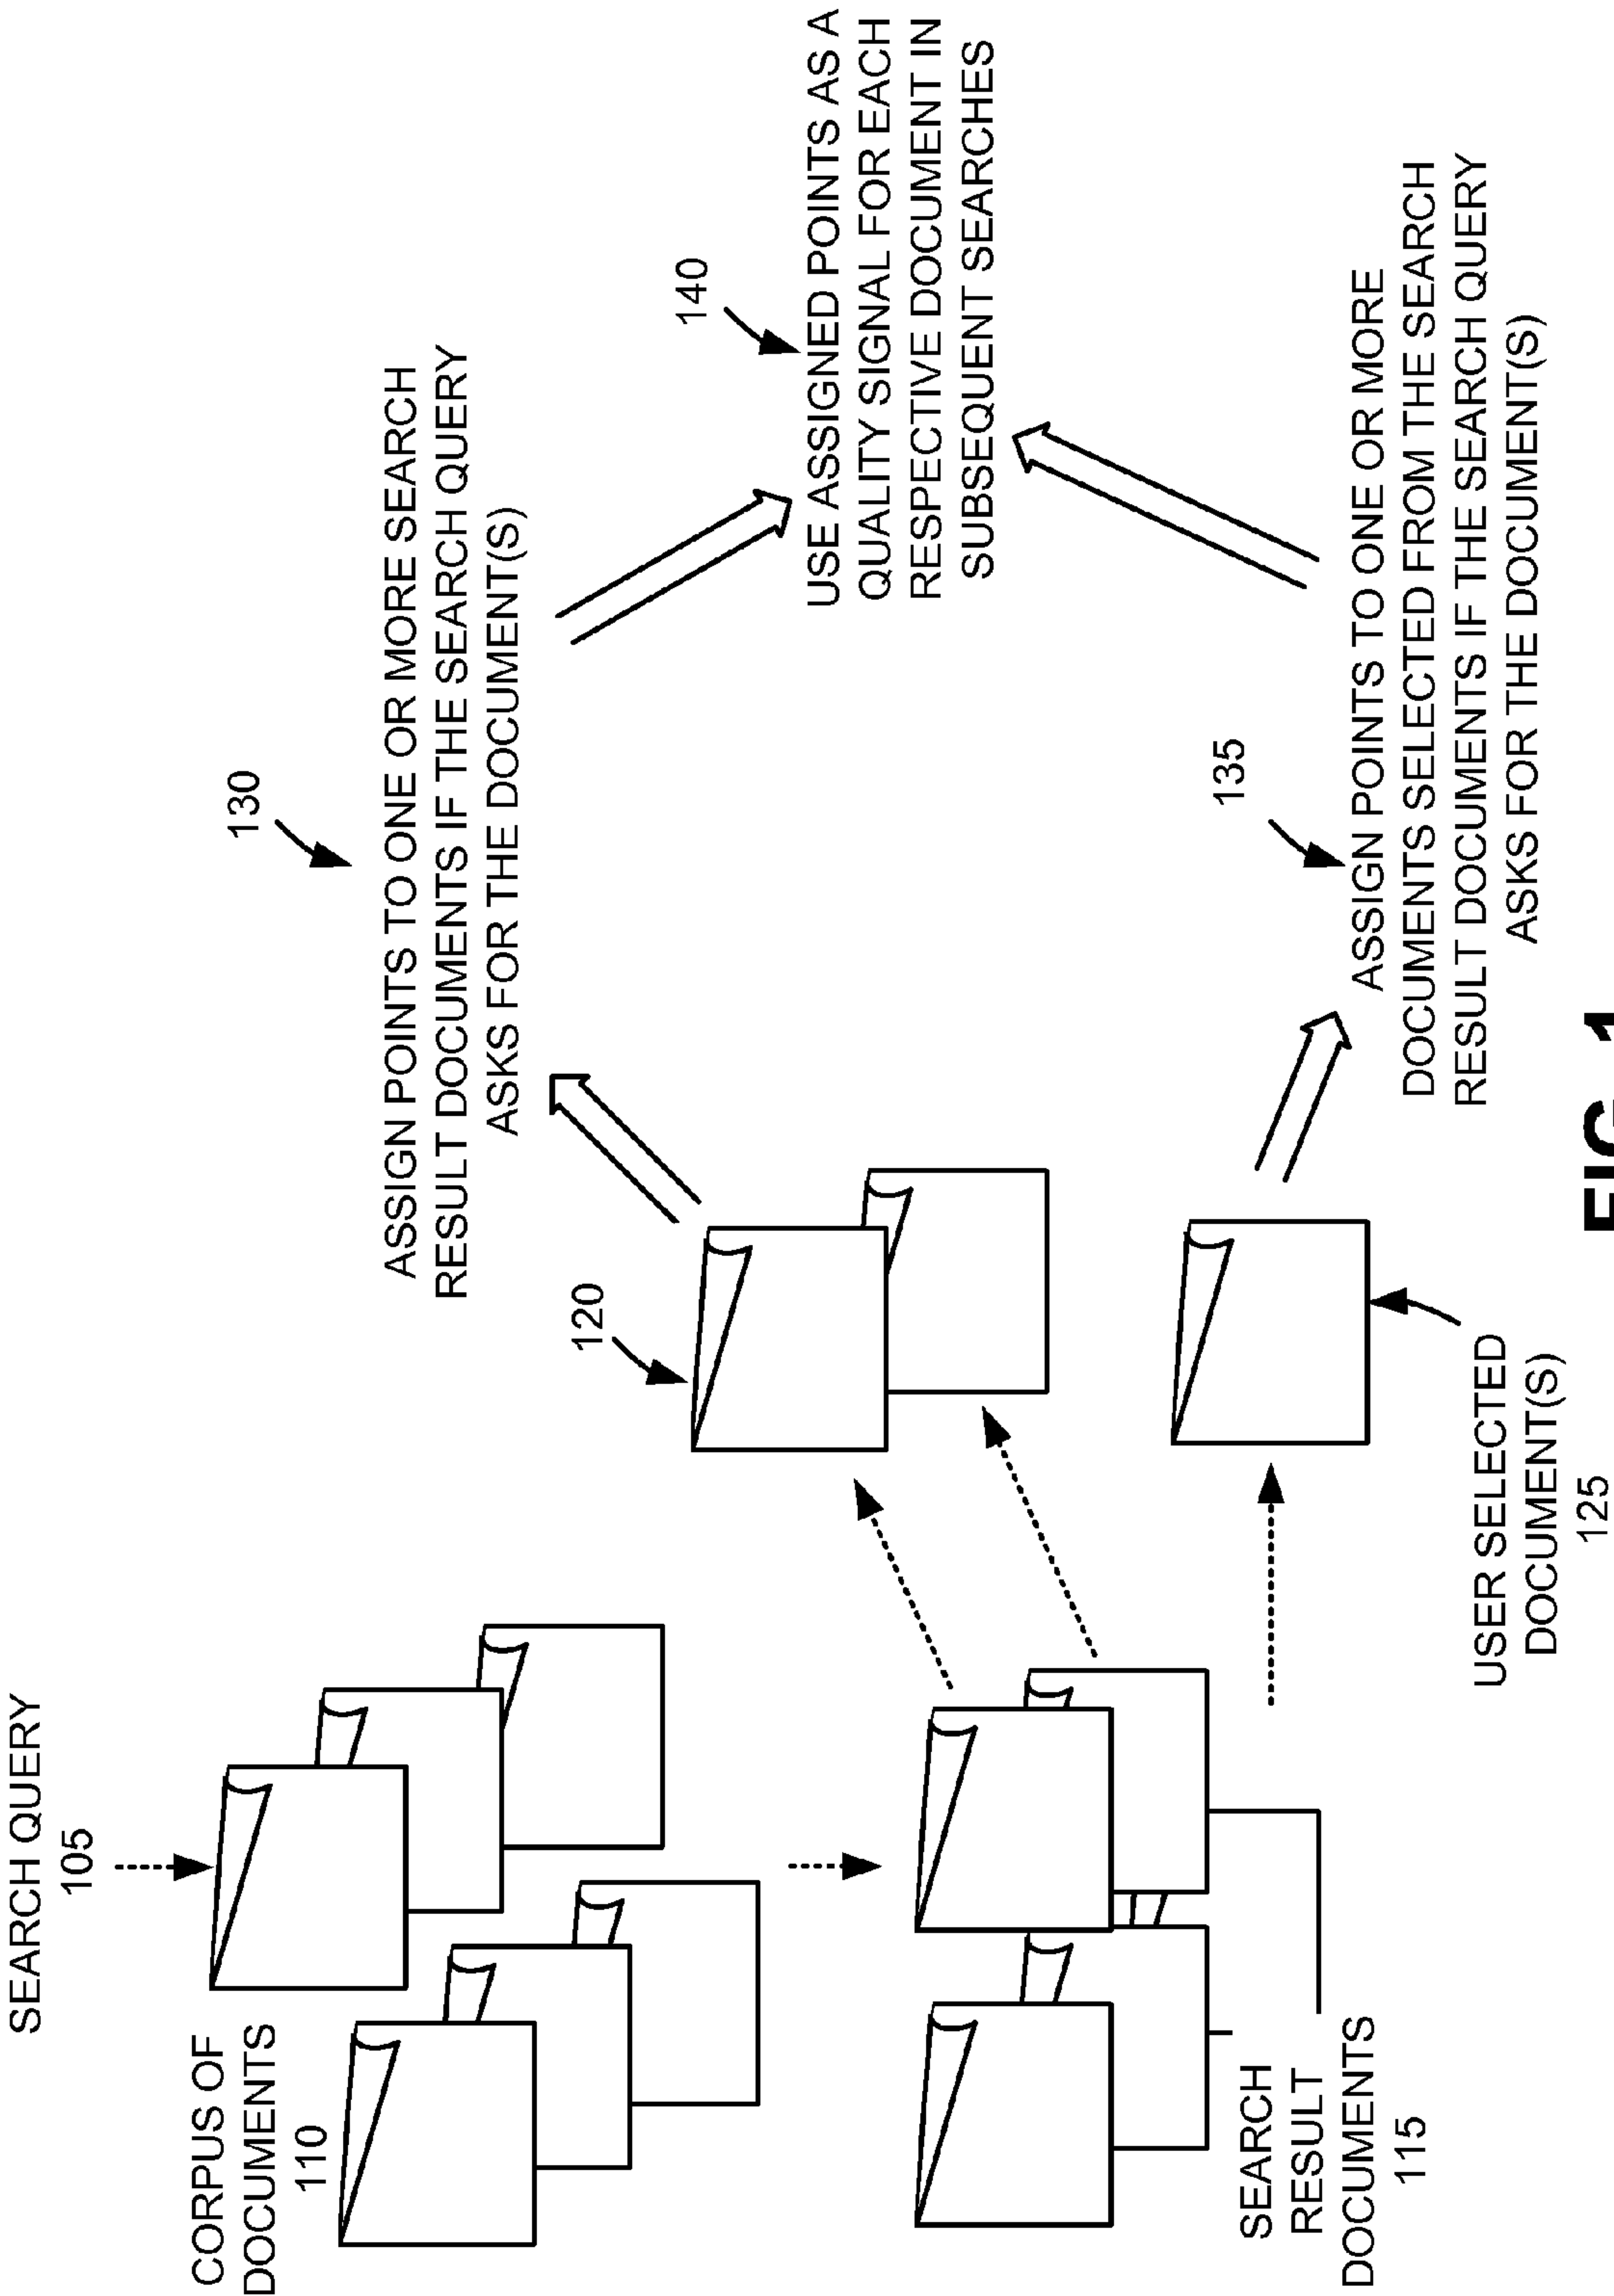 SEARCH QUERY
105
CORPUS OF
DOCUMENTS
110
SEARCH
RESULT
DOCUMENTS
115
120
USER SELECTED
DOCUMENT(S)
125
130
ASSIGN POINTS TO ONE OR MORE SEARCH
RESULT DOCUMENTS IF THE SEARCH QUERY
ASKS FOR THE DOCUMENT(S)
135
ASSIGN POINTS TO ONE OR MORE
DOCUMENTS SELECTED FROM THE SEARCH
RESULT DOCUMENTS IF THE SEARCH QUERY
ASKS FOR THE DOCUMENT(S)
140
USE ASSIGNED POINTS AS A
QUALITY SIGNAL FOR EACH
RESPECTIVE DOCUMENT IN
SUBSEQUENT SEARCHES
FIG. 1